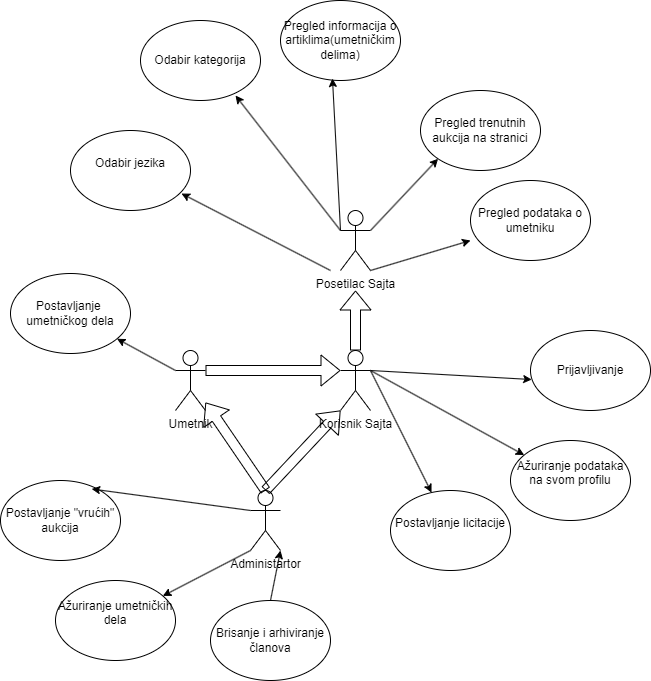 Pregled informacija o
artiklima(umetničkim
delima)
Odabir kategorija
Pregled trenutnih
aukcija na stranici
Odabir jezika
Pregled podataka o
umetniku
Posetilac Sajta
Postavljanje
umetničkog dela
Prijavljivanje
Umetnik
Korisnik Sajta
Ažuriranje podataka
na svom profilu
Postavljanje "vrućih"
aukcija
Postavljanje licitacije
Administartor
Ažuriranje umetničkih
dela
Brisanje i arhiviranje
članova